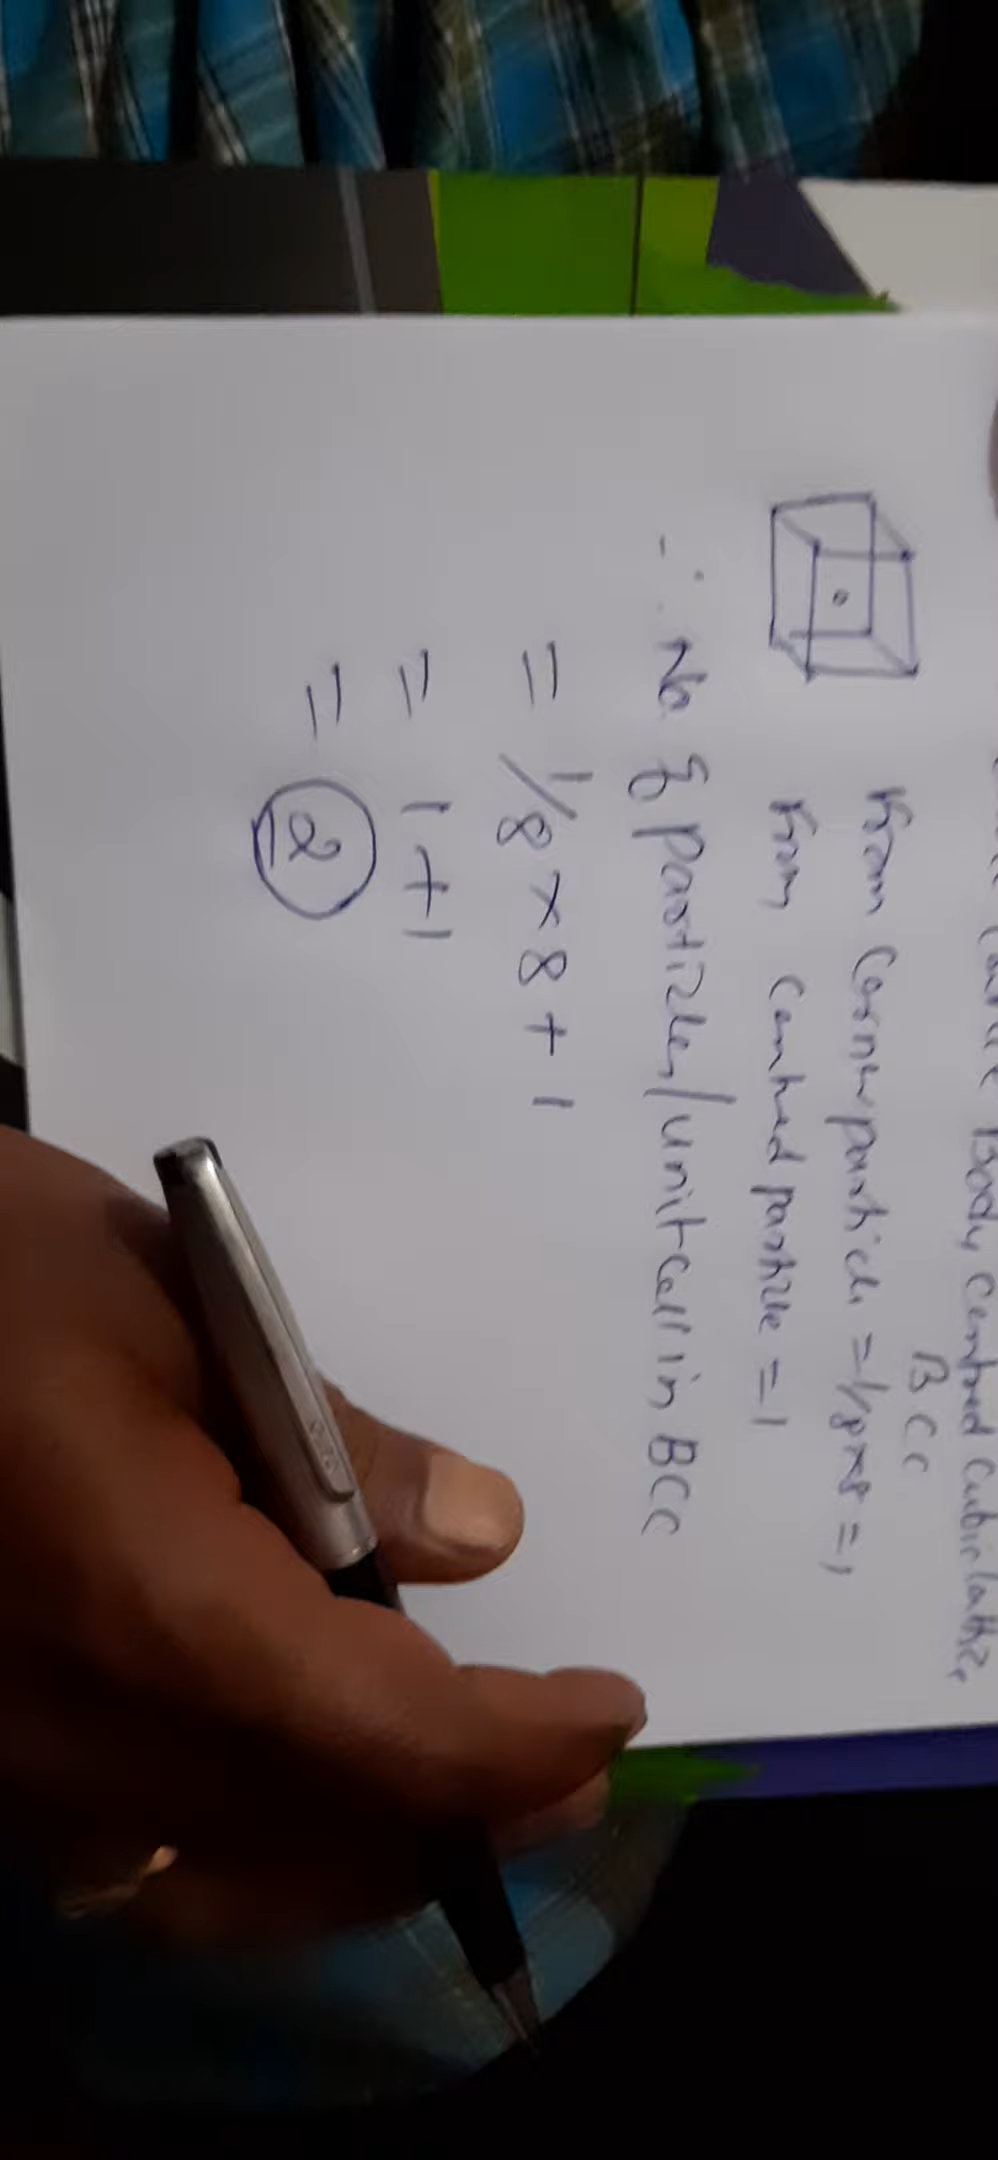 Body Centred Cubic lattice
BCC
From Corner particle = 1/8×8 = 1
From Centred particle = 1
∴ No of particles/unit cell in BCC
= 1/8 × 8 + 1
= 1 + 1
= 2